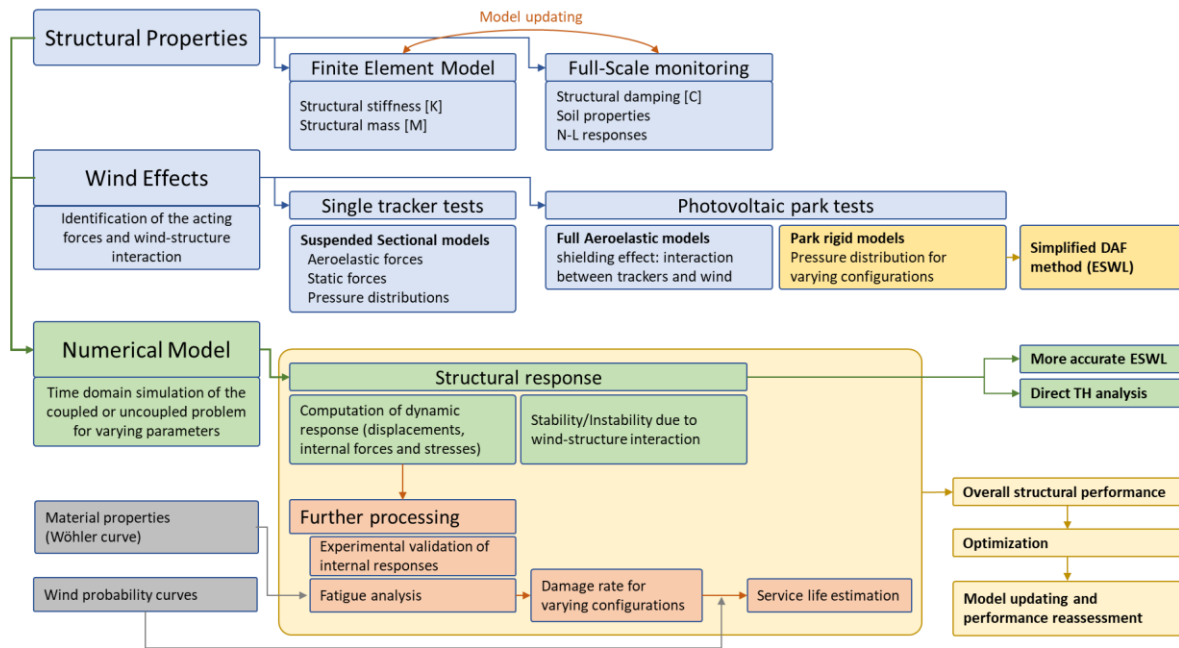 Model updating
Structural Properties
Finite Element Model
Full-Scale monitoring
Structural stiffness [K]
Structural mass [M]
Structural damping [C]
Soil properties
N-L responses
Wind Effects
Identification of the acting
forces and wind-structure
interaction
Single tracker tests
Photovoltaic park tests
Suspended Sectional models
Aeroelastic forces
Static forces
Pressure distributions
Full Aeroelastic models
shielding effect: interaction
between trackers and wind
Park rigid models
Pressure distribution for
varying configurations
Simplified DAF
method (ESWL)
Numerical Model
Time domain simulation of the
coupled or uncoupled problem
for varying parameters
Structural response
Computation of dynamic
response (displacements,
internal forces and stresses)
Stability/Instability due to
wind-structure interaction
More accurate ESWL
Direct TH analysis
Further processing
Experimental validation of
internal responses
Material properties
(Wöhler curve)
Fatigue analysis
Damage rate for
varying configurations
Service life estimation
Wind probability curves
Overall structural performance
Optimization
Model updating and
performance reassessment